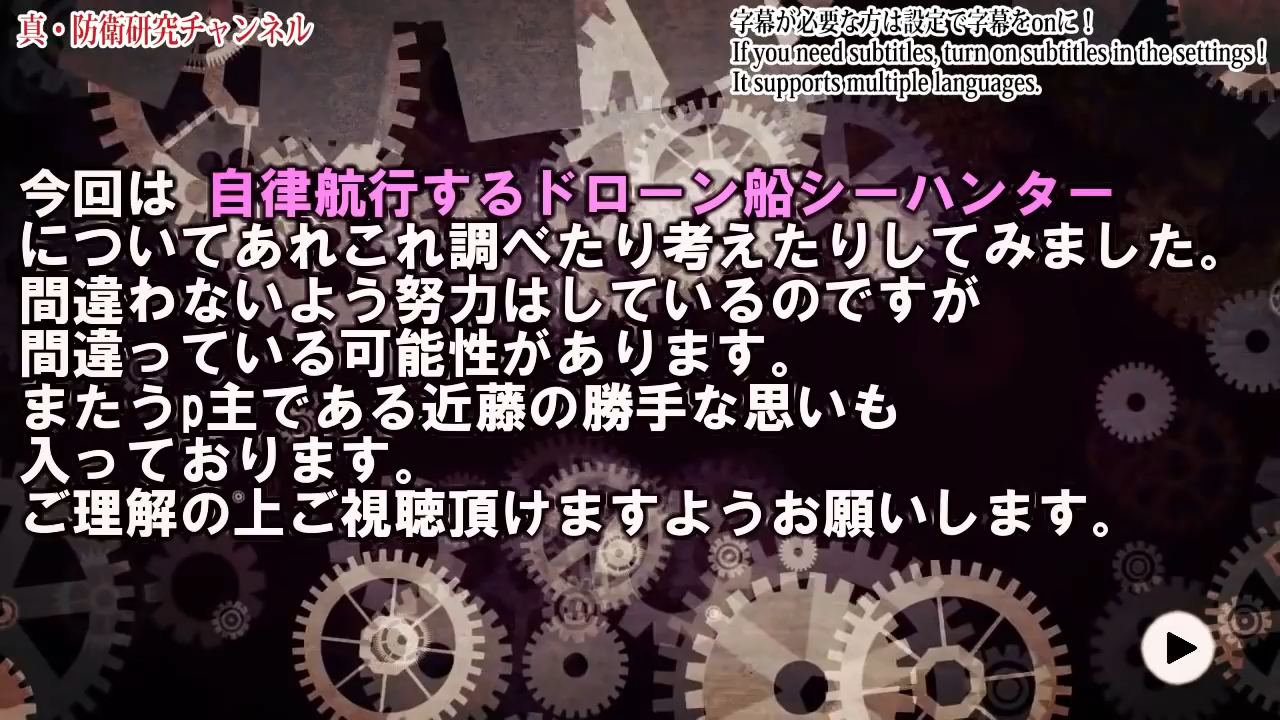 真・防衛研究チャンネル
字幕が必要な方は設定で字幕をonに！
If you need subtitles, turn on subtitles in the settings!
It supports multiple languages.
今回は 自律航行するドローン船シーハンター
についてあれこれ調べたり考えたりしてみました。
間違わないよう努力はしているのですが
間違っている可能性があります。
またうp主である近藤の勝手な思いも
入っております。
ご理解の上ご視聴頂けますようお願いします。